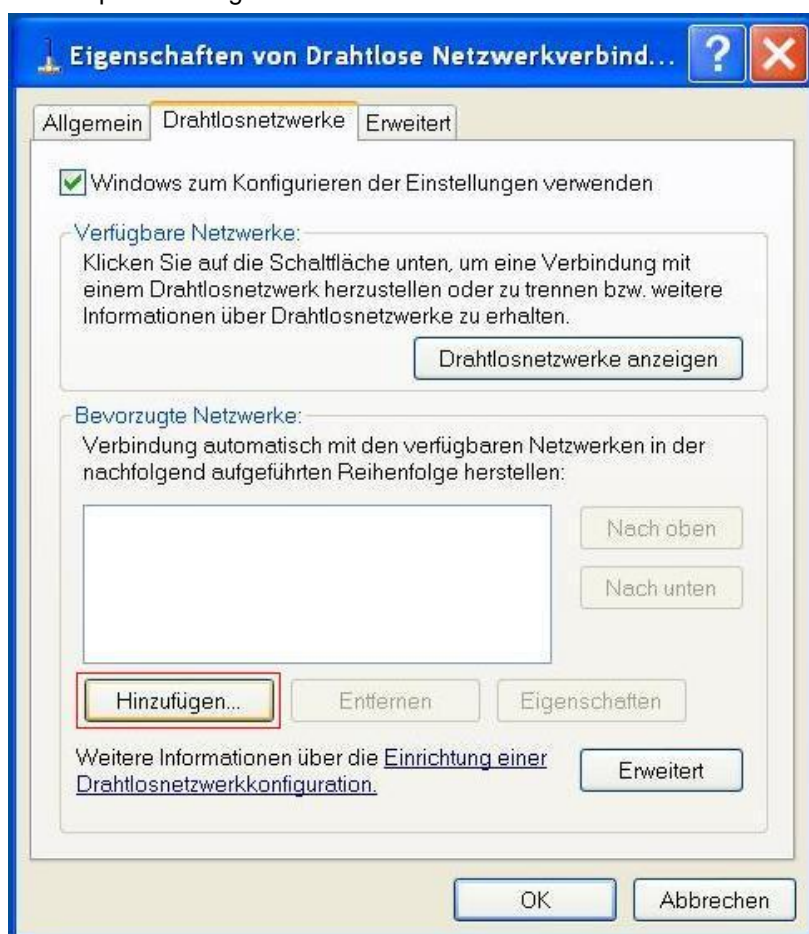 Eigenschaften von Drahtlose Netzwerkverbind...
?
Allgemein Drahtlosnetzwerke Erweitert
Windows zum Konfigurieren der Einstellungen verwenden
Verfügbare Netzwerke:
Klicken Sie auf die Schaltfläche unten, um eine Verbindung mit
einem Drahtlosnetzwerk herzustellen oder zu trennen bzw. weitere
Informationen über Drahtlosnetzwerke zu erhalten.
Drahtlosnetzwerke anzeigen
Bevorzugte Netzwerke:
Verbindung automatisch mit den verfügbaren Netzwerken in der
nachfolgend aufgeführten Reihenfolge herstellen:
Nach oben
Nach unten
Hinzufügen... Entfernen Eigenschaften
Weitere Informationen über die Einrichtung einer
Drahtlosnetzwerkkonfiguration.
Erweitert
OK Abbrechen